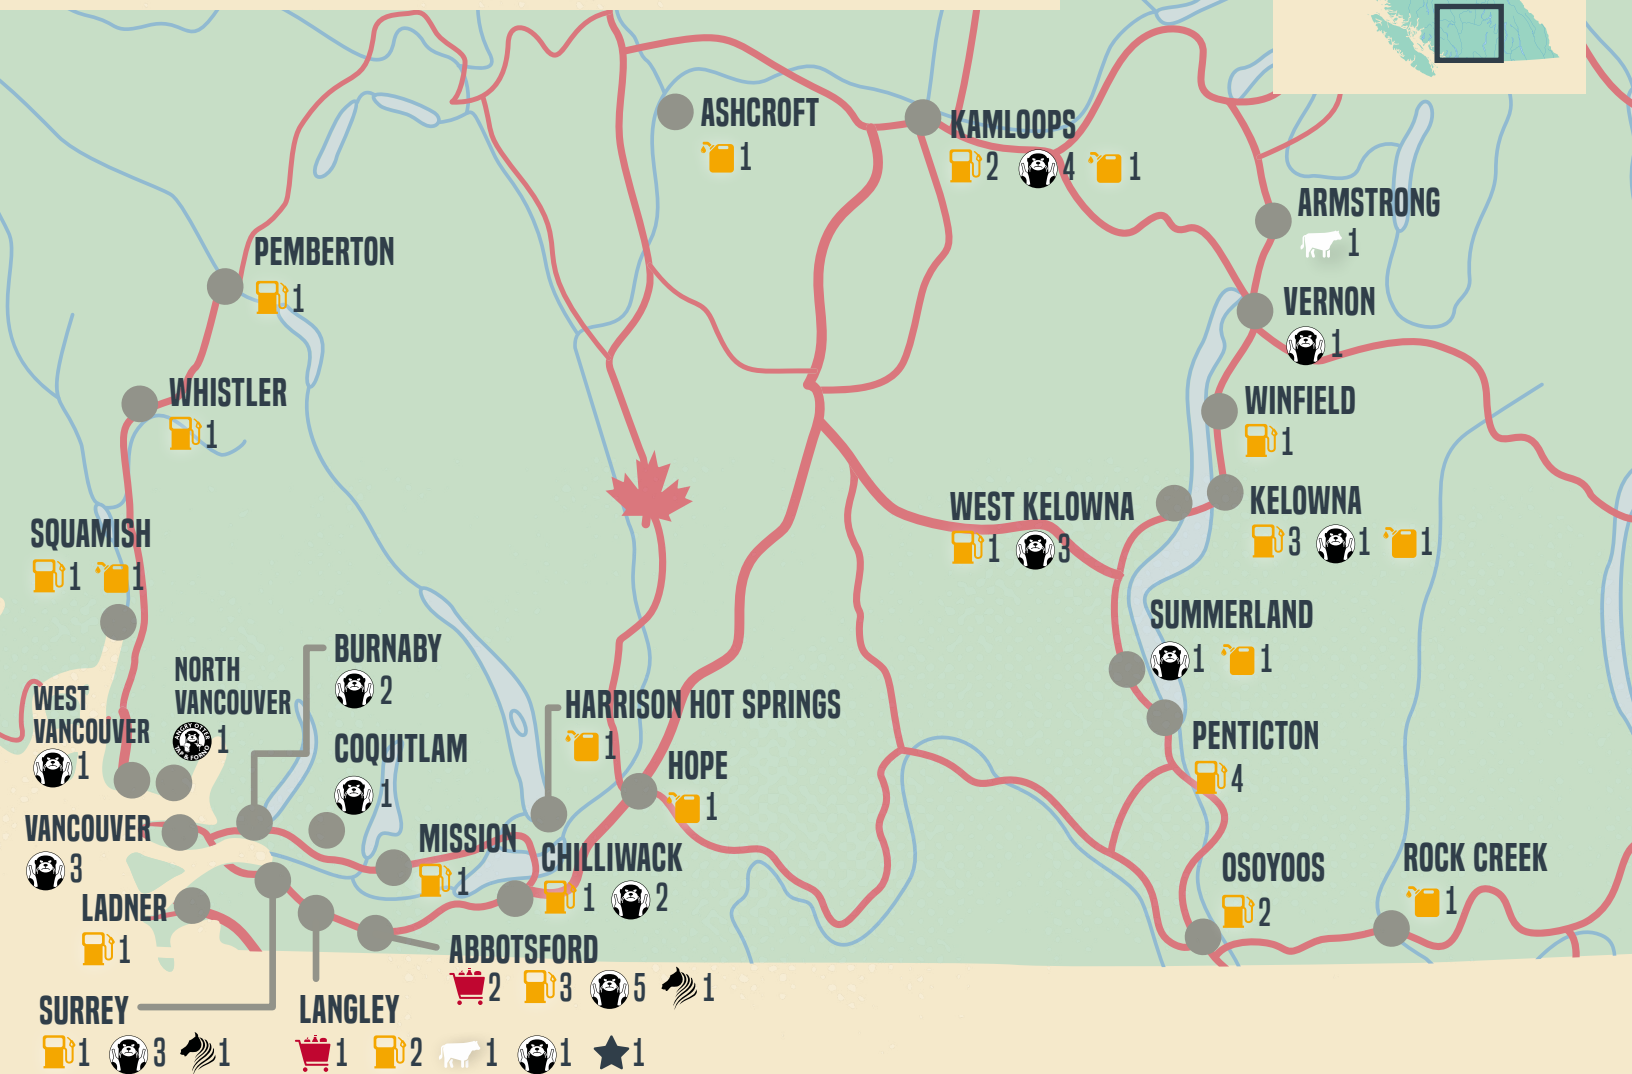 ASHCROFT
1
KAMLOOPS
2 4 1
ARMSTRONG
1
PEMBERTON
1
VERNON
1
WHISTLER
1
WINFIELD
1
WEST KELOWNA
1 3
KELOWNA
3 1 1
SQUAMISH
1 1
SUMMERLAND
1 1
BURNABY
2
NORTH
VANCOUVER
ANGRY OTTER
TAP & FORNO
1
WEST
VANCOUVER
1
HARRISON HOT SPRINGS
1
COQUITLAM
1
PENTICTON
4
HOPE
1
VANCOUVER
3
MISSION
1
CHILLIWACK
1 2
OSOYOOS
2
ROCK CREEK
1
LADNER
1
ABBOTSFORD
2 3 5 1
SURREY
1 3 1
LANGLEY
1 2 1 1 1